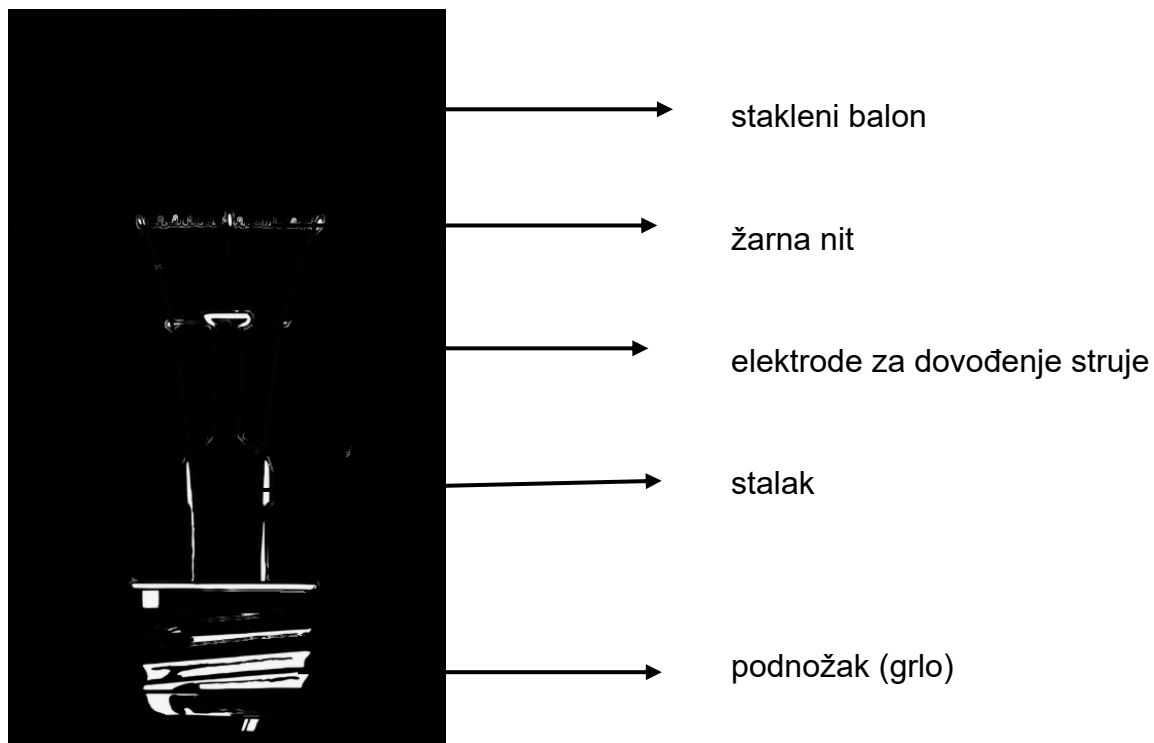 stakleni balon
žarna nit
elektrode za dovođenje struje
stalak
podnožak (grlo)